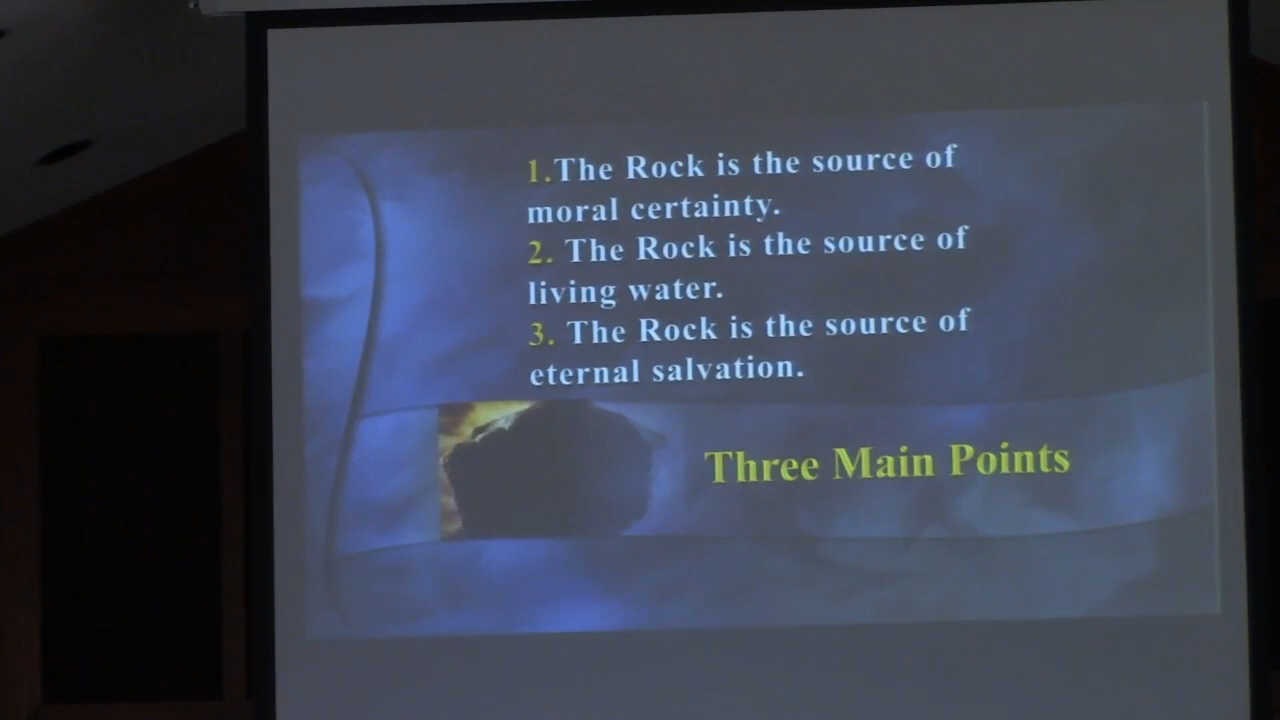 1.The Rock is the source of
moral certainty.
2. The Rock is the source of
living water.
3. The Rock is the source of
eternal salvation.
Three Main Points